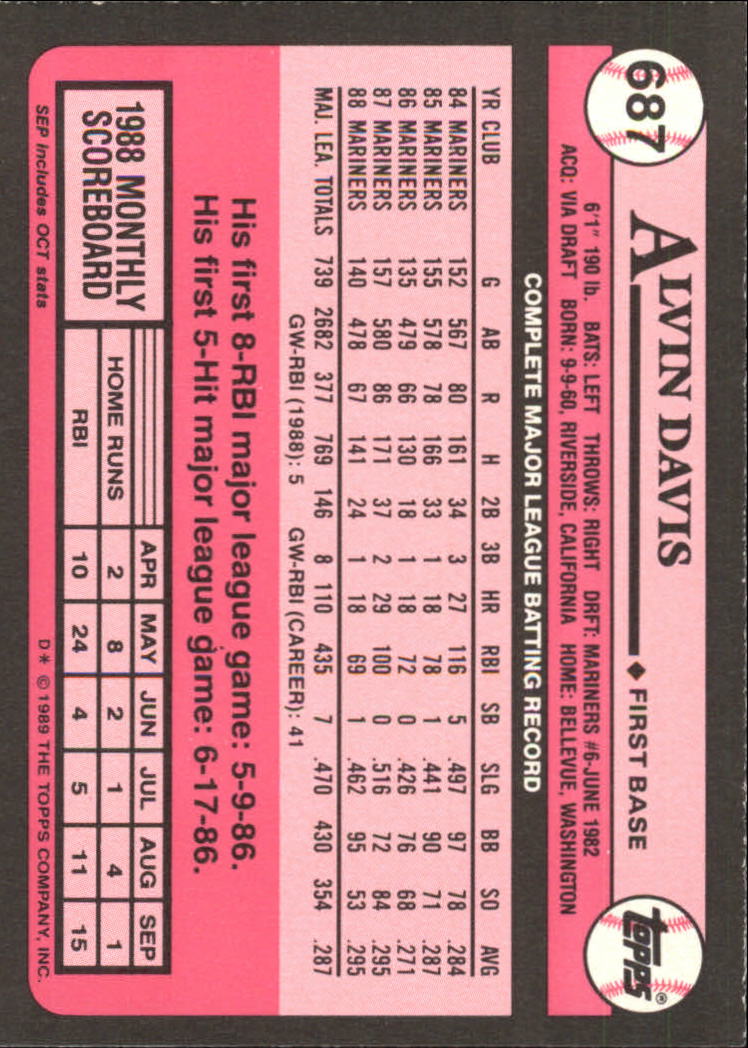 687
ALVIN DAVIS ◆ FIRST BASE
topps®
6'1" 190 lb. BATS: LEFT THROWS: RIGHT DRFT: MARINERS #6-JUNE 1982
ACQ: VIA DRAFT BORN: 9-9-60, RIVERSIDE, CALIFORNIA HOME: BELLEVUE, WASHINGTON
COMPLETE MAJOR LEAGUE BATTING RECORD
YR CLUB G AB R H 2B 3B HR RBI SB SLG BB SO AVG
84 MARINERS 152 567 80 161 34 3 27 116 5 .497 97 78 .284
85 MARINERS 155 578 78 166 33 1 18 78 1 .441 90 71 .287
86 MARINERS 135 479 66 130 18 1 18 72 0 .426 76 68 .271
87 MARINERS 157 580 86 171 37 2 29 100 0 .516 72 84 .295
88 MARINERS 140 478 67 141 24 1 18 69 1 .462 95 53 .295
MAJ. LEA. TOTALS 739 2682 377 769 146 8 110 435 7 .470 430 354 .287
GW-RBI (1988): 5 GW-RBI (CAREER): 41
His first 8-RBI major league game: 5-9-86.
His first 5-Hit major league game: 6-17-86.
1988 MONTHLY
SCOREBOARD
APR MAY JUN JUL AUG SEP
HOME RUNS 2 8 2 1 4 1
RBI 10 24 4 5 11 15
SEP includes OCT stats
D* © 1989 THE TOPPS COMPANY, INC.